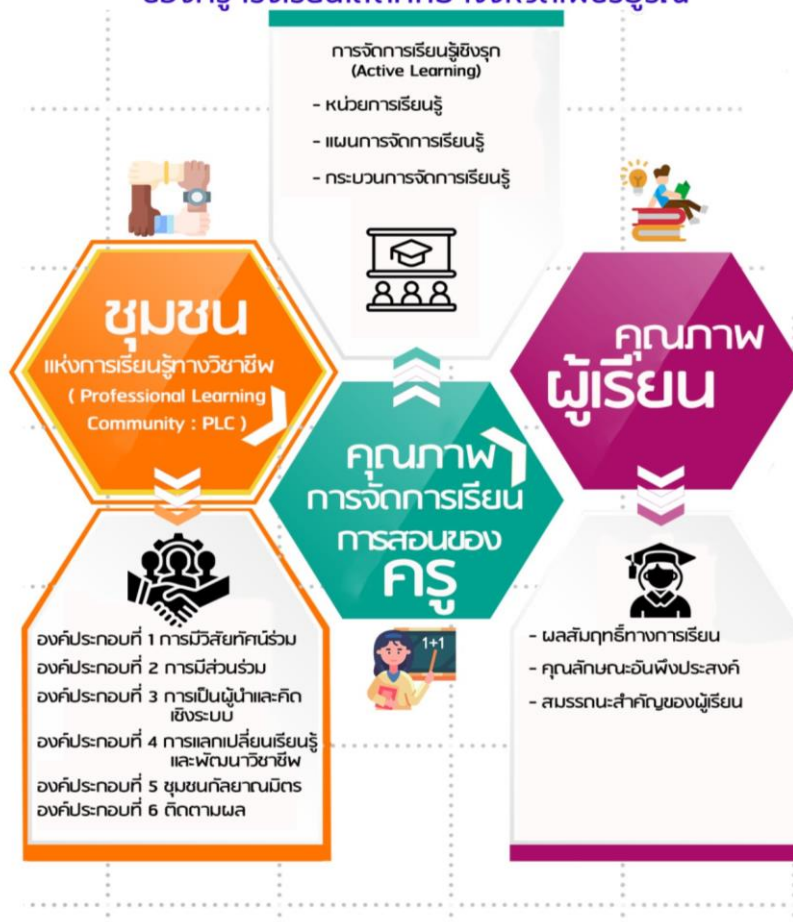 การจัดการเรียนรู้เชิงรุก
(Active Learning)
- หน่วยการเรียนรู้
- แผนการจัดการเรียนรู้
- กระบวนการจัดการเรียนรู้
ชุมชน
แห่งการเรียนรู้ทางวิชาชีพ
( Professional Learning
Community : PLC )
คุณภาพ
การจัดการเรียน
การสอนของ
ครู
คุณภาพ
ผู้เรียน
องค์ประกอบที่ 1 การมีวิสัยทัศน์ร่วม
องค์ประกอบที่ 2 การมีส่วนร่วม
องค์ประกอบที่ 3 การเป็นผู้นำและคิด
เชิงระบบ
องค์ประกอบที่ 4 การแลกเปลี่ยนเรียนรู้
และพัฒนาวิชาชีพ
องค์ประกอบที่ 5 ชุมชนกัลยาณมิตร
องค์ประกอบที่ 6 ติดตามผล
1+1
- ผลสัมฤทธิ์ทางการเรียน
- คุณลักษณะอันพึงประสงค์
- สมรรถนะสำคัญของผู้เรียน